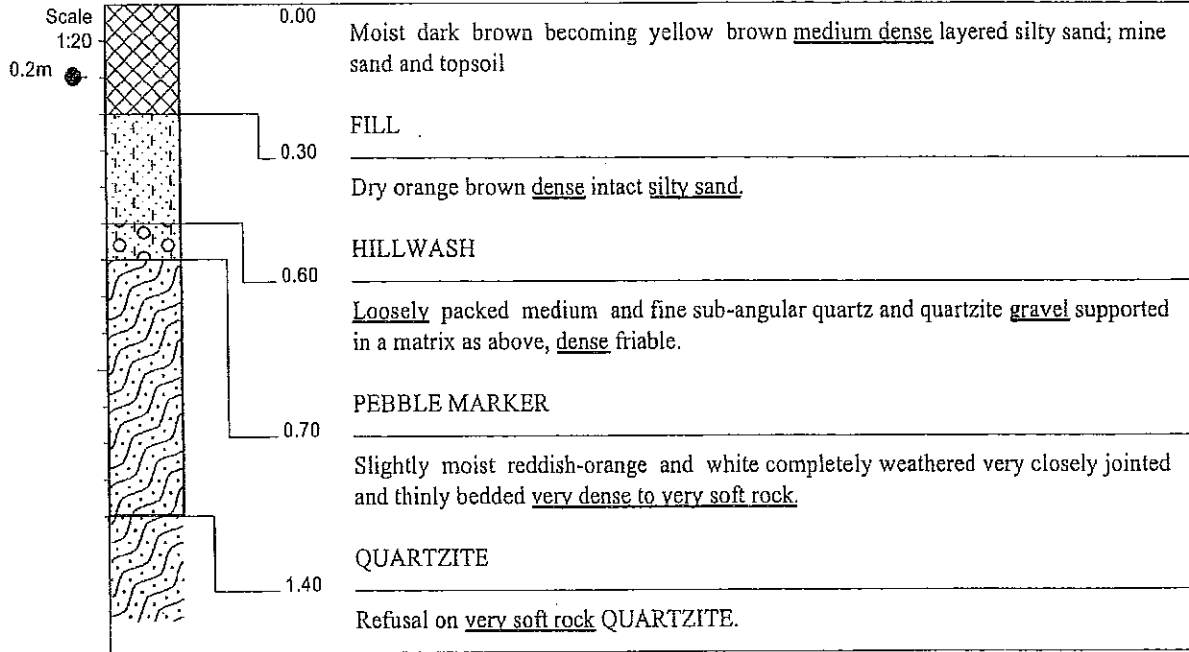 Scale
1:20
0.2m
0.00
Moist dark brown becoming yellow brown medium dense layered silty sand; mine
sand and topsoil
FILL
0.30
Dry orange brown dense intact silty sand.
HILLWASH
0.60
Loosely packed medium and fine sub-angular quartz and quartzite gravel supported
in a matrix as above, dense friable.
PEBBLE MARKER
0.70
Slightly moist reddish-orange and white completely weathered very closely jointed
and thinly bedded very dense to very soft rock.
QUARTZITE
1.40
Refusal on very soft rock QUARTZITE.